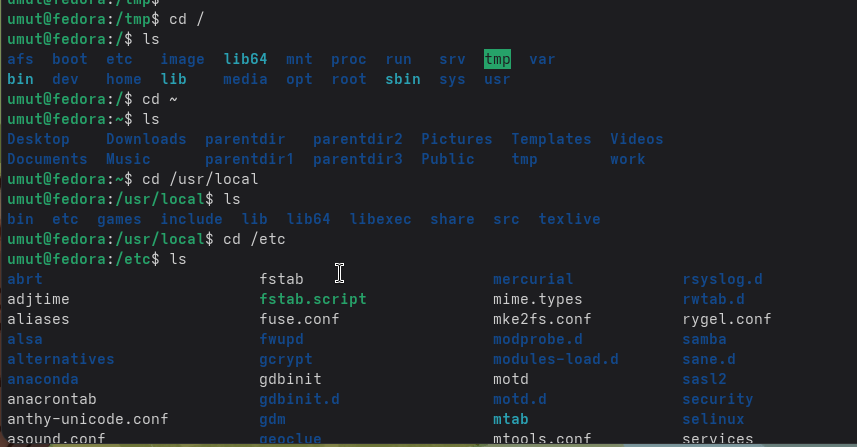 umut@fedora:/tmp$
umut@fedora:/tmp$ cd /
umut@fedora:/$ ls
afs boot etc image lib64 mnt proc run srv tmp var
bin dev home lib media opt root sbin sys usr
umut@fedora:/$ cd ~
umut@fedora:~$ ls
Desktop Downloads parentdir parentdir2 Pictures Templates Videos
Documents Music parentdir1 parentdir3 Public tmp work
umut@fedora:~$ cd /usr/local
umut@fedora:/usr/local$ ls
bin etc games include lib lib64 libexec share src texlive
umut@fedora:/usr/local$ cd /etc
umut@fedora:/etc$ ls
abrt fstab mercurial rsyslog.d
adjtime fstab.script mime.types rwtab.d
aliases fuse.conf mke2fs.conf rygel.conf
alsa fwupd modprobe.d samba
alternatives gcrypt modules-load.d sane.d
anaconda gdbinit motd sasl2
anacrontab gdbinit.d motd.d security
anthy-unicode.conf gdm mtab selinux
asound.conf geoclue mtools.conf services